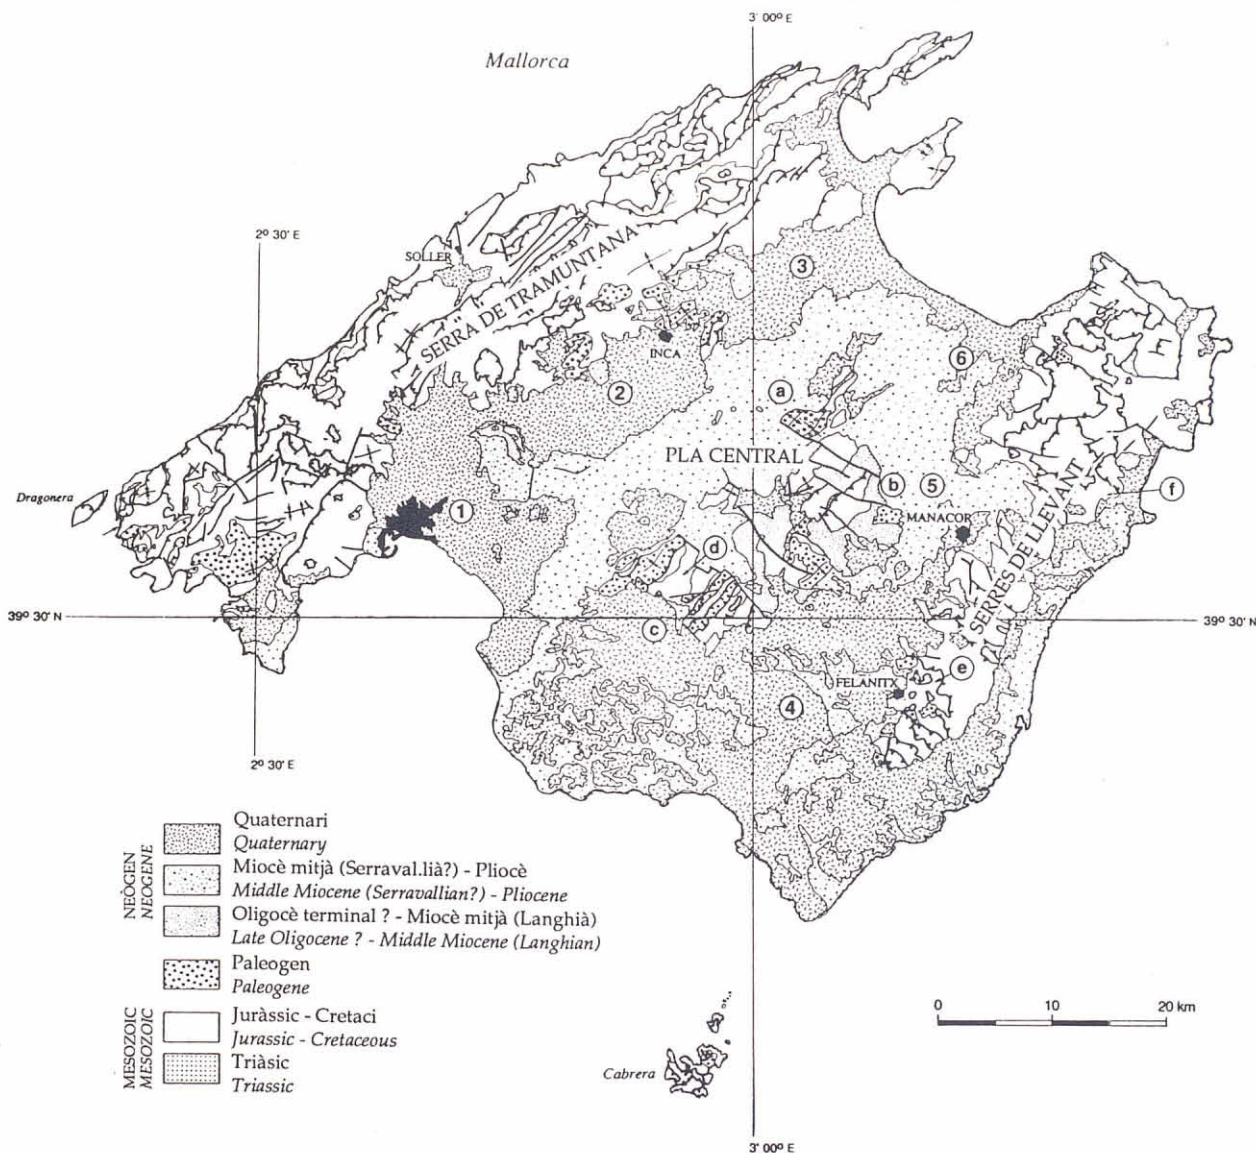 3° 00' E
Mallorca
2° 30' E
SOLLER
SERRA DE TRAMUNTANA
3
INCA
6
2
a
PLA CENTRAL
b
5
f
Dragonera
1
MANACOR
SERRES DE LLEVANT
d
39° 30' N
39° 30' N
c
e
FELANITX
4
2° 30' E
NEÒGEN
NEOGENE
Quaternari
Quaternary
Miocè mitjà (Serraval.lià?) - Pliocè
Middle Miocene (Serravallian?) - Pliocene
Oligocè terminal ? - Miocè mitjà (Langhià)
Late Oligocene ? - Middle Miocene (Langhian)
Paleogen
Paleogene
MESOZOIC
MESOZOIC
Juràssic - Cretaci
Jurassic - Cretaceous
Triàsic
Triassic
0 10 20 km
Cabrera
3° 00' E